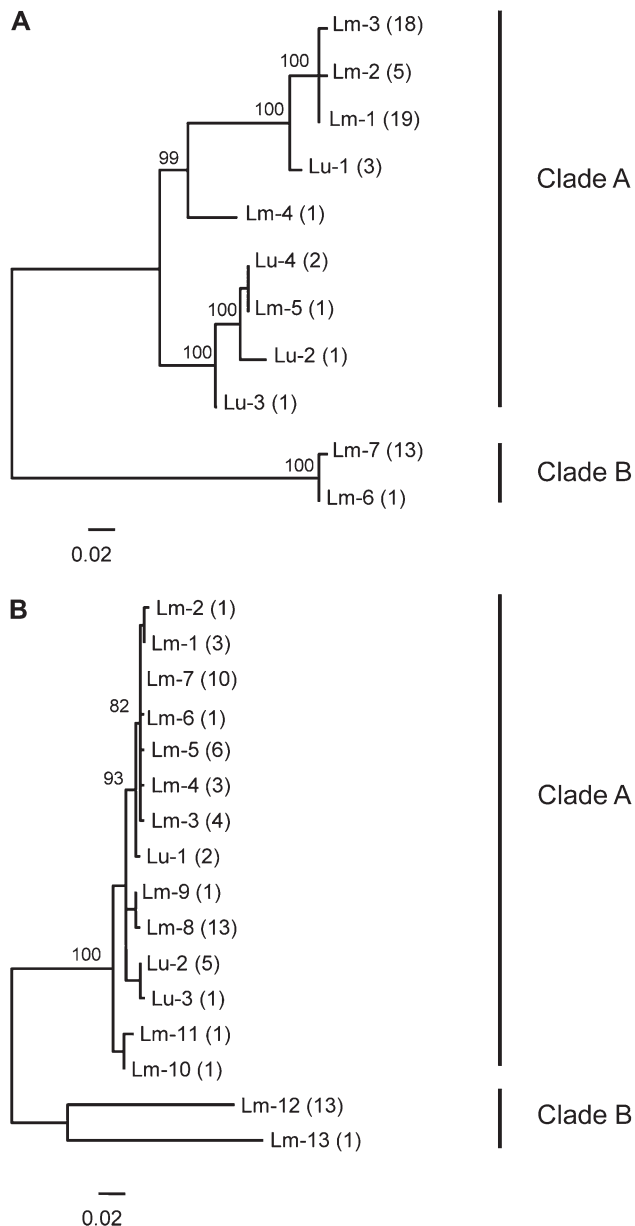 A
Lm-3 (18)
100
Lm-2 (5)
100
Lm-1 (19)
99
Lu-1 (3)
Clade A
Lm-4 (1)
Lu-4 (2)
100
Lm-5 (1)
100
Lu-2 (1)
Lu-3 (1)
Lm-7 (13)
100
Clade B
Lm-6 (1)
0.02
B
Lm-2 (1)
Lm-1 (3)
Lm-7 (10)
82
Lm-6 (1)
Lm-5 (6)
93
Lm-4 (3)
Clade A
Lm-3 (4)
Lu-1 (2)
Lm-9 (1)
Lm-8 (13)
100
Lu-2 (5)
Lu-3 (1)
Lm-11 (1)
Lm-10 (1)
Lm-12 (13)
Clade B
Lm-13 (1)
0.02